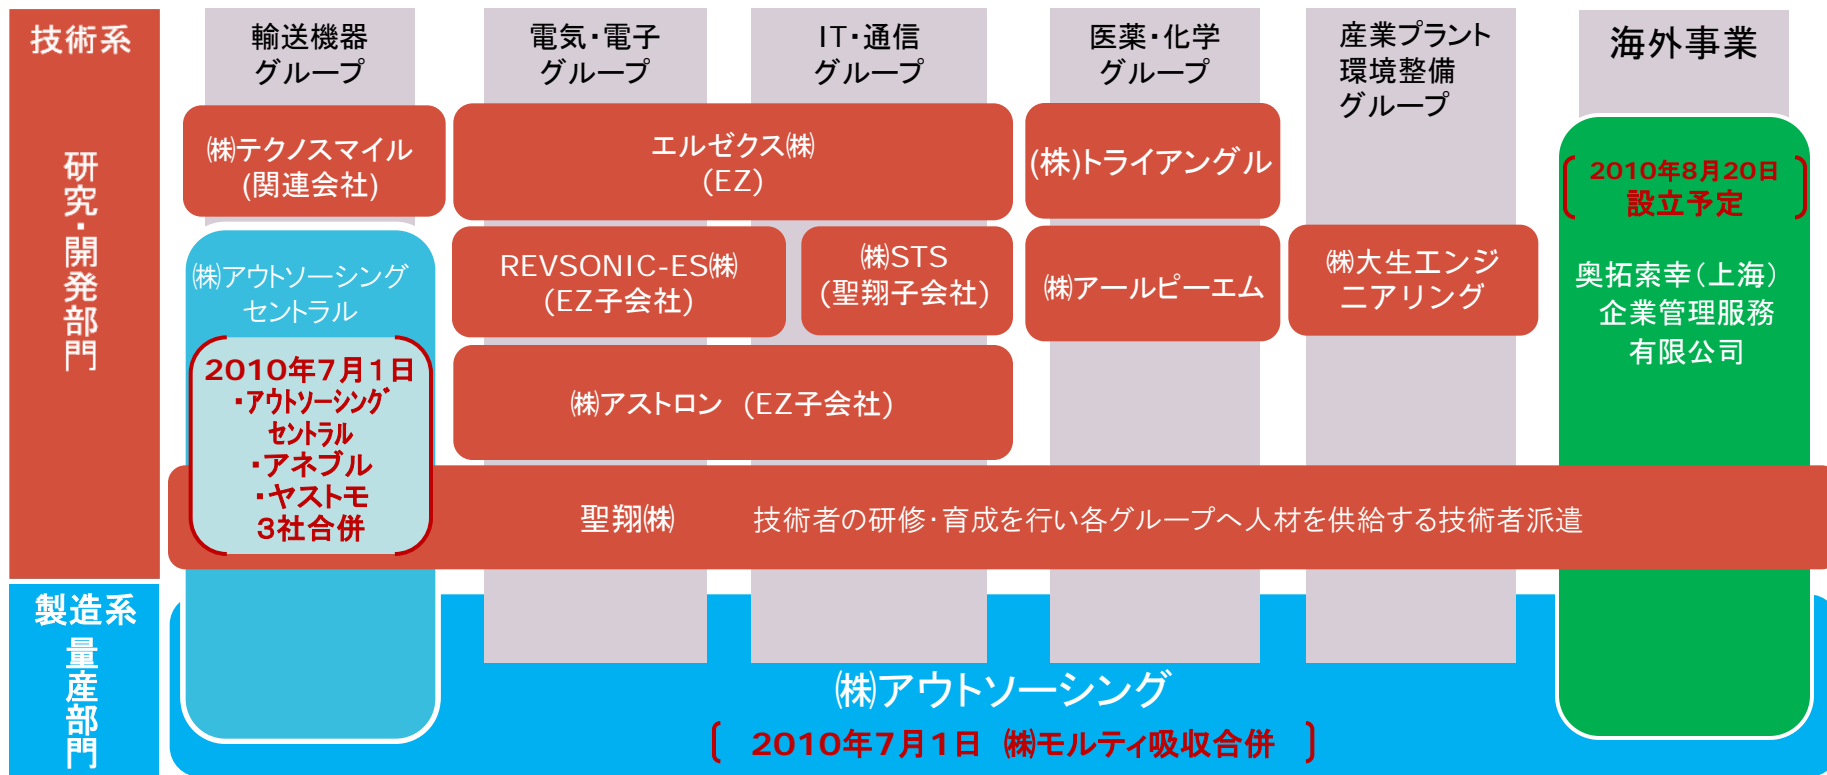 技術系
研究・開発部門
輸送機器
グループ
電気・電子
グループ
IT・通信
グループ
医薬・化学
グループ
産業プラント
環境整備
グループ
海外事業
㈱テクノスマイル
(関連会社)
エルゼクス㈱
(EZ)
(株)トライアングル
2010年8月20日
設立予定
㈱アウトソーシング
セントラル
REVSONIC-ES㈱
(EZ子会社)
㈱STS
(聖翔子会社)
㈱アールピーエム
㈱大生エンジ
ニアリング
奥拓索幸(上海)
企業管理服務
有限公司
2010年7月1日
・アウトソーシング
セントラル
・アネブル
・ヤストモ
3社合併
㈱アストロン (EZ子会社)
聖翔㈱ 技術者の研修・育成を行い各グループへ人材を供給する技術者派遣
製造系
量産部門
㈱アウトソーシング
2010年7月1日 ㈱モルティ吸収合併